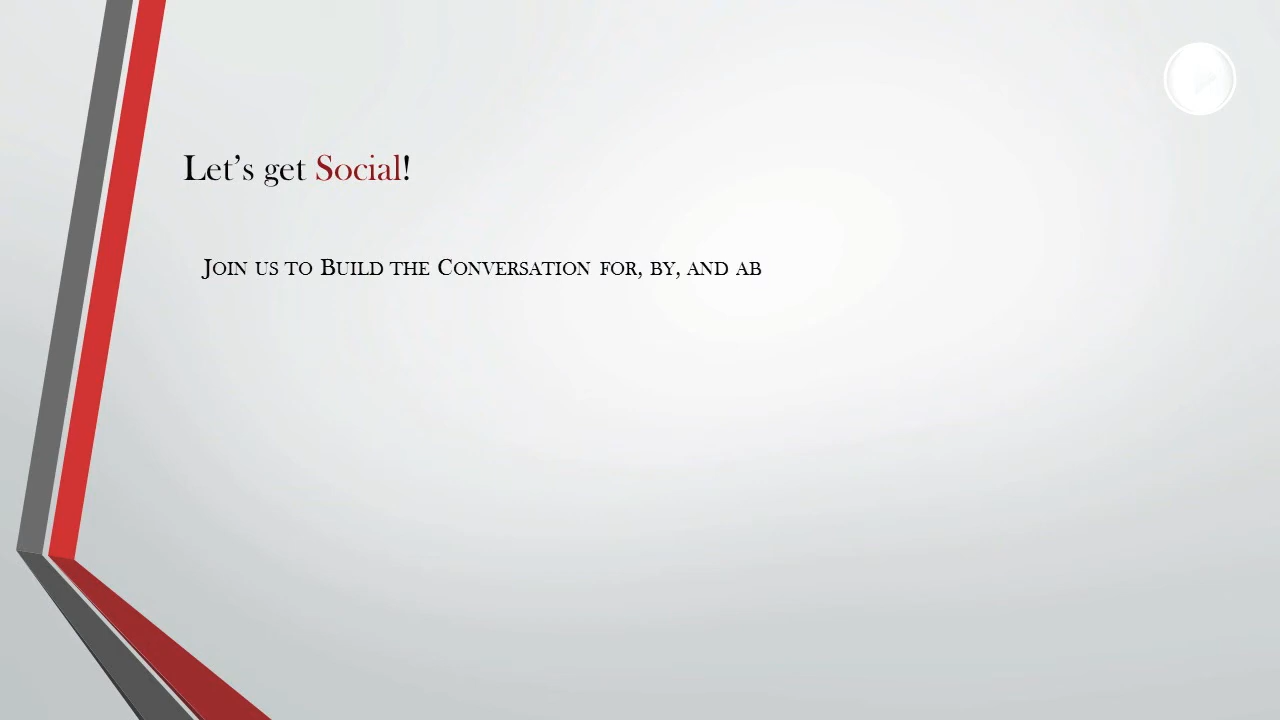 Let’s get Social!
Join us to Build the Conversation for, by, and ab